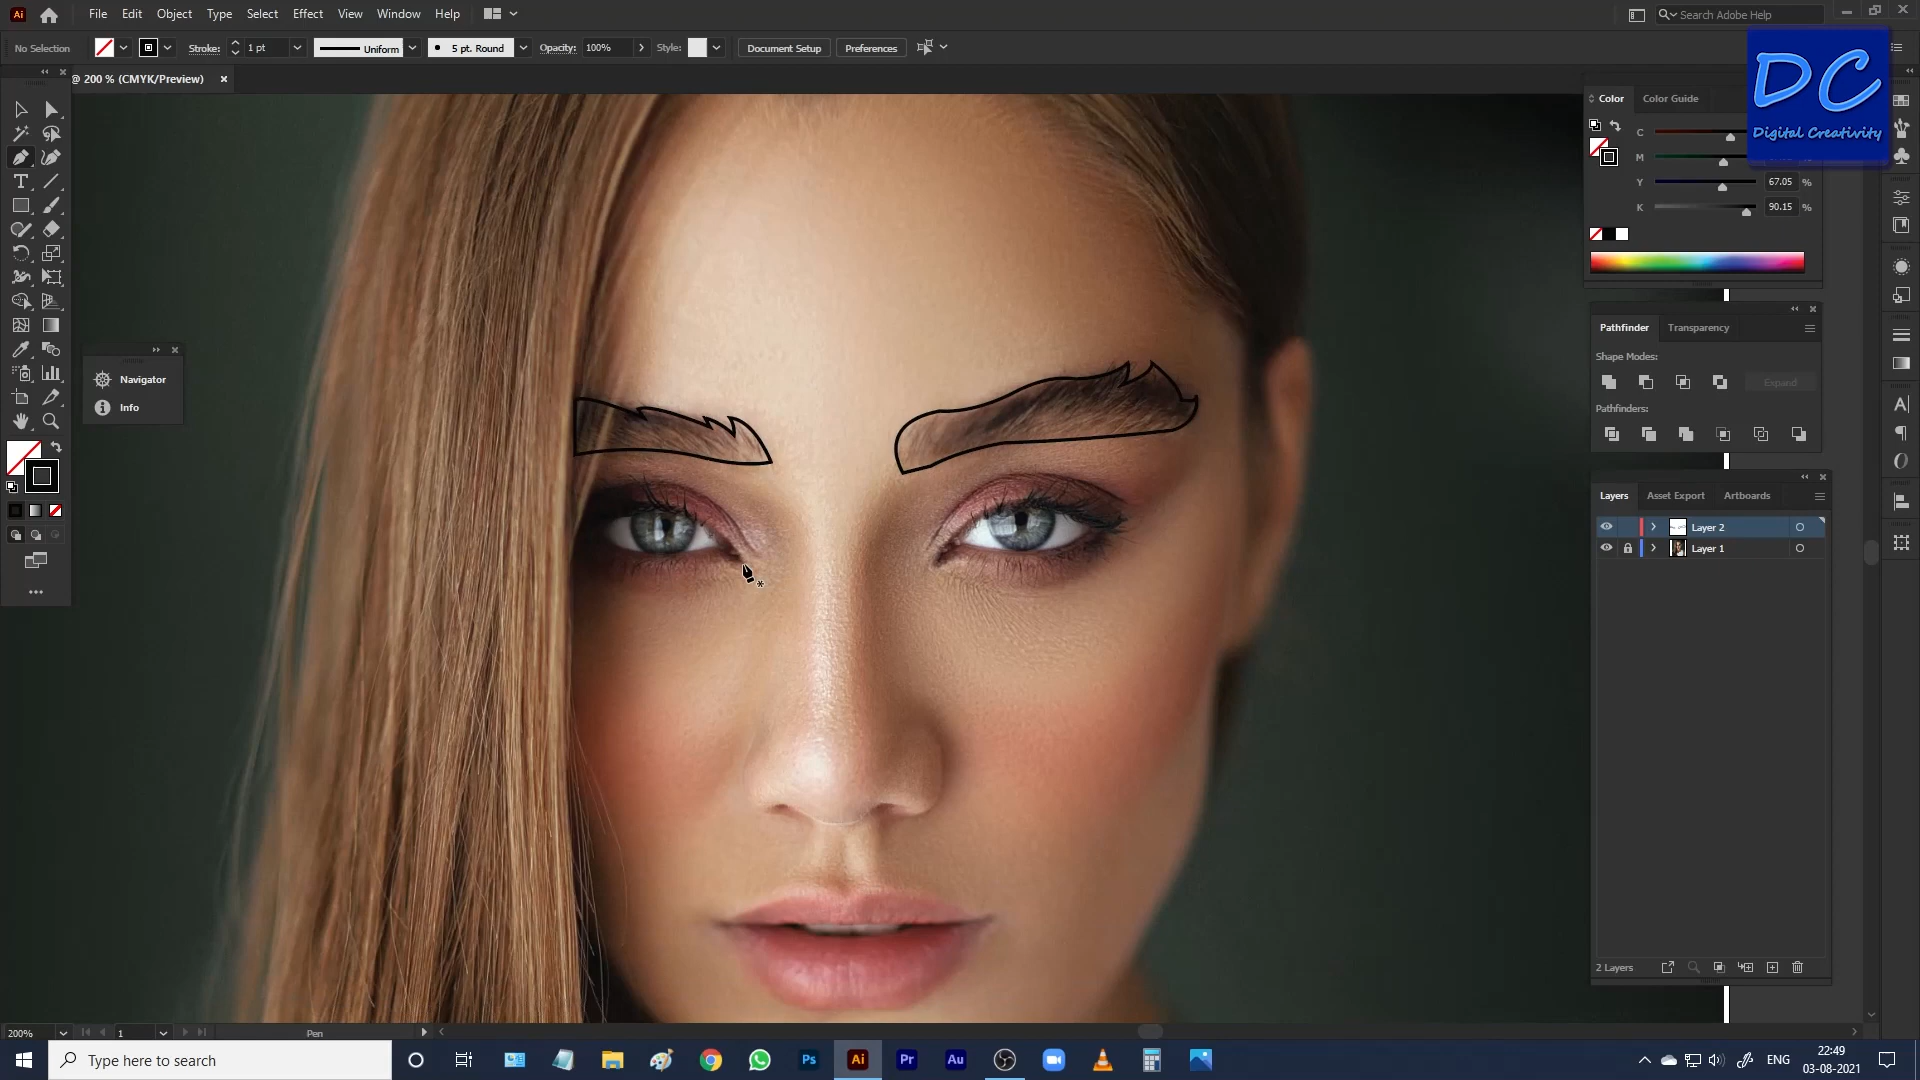 Ai File Edit Object Type Select Effect View Window Help Search Adobe Help
No Selection Stroke: 1 pt Uniform 5 pt. Round Opacity: 100% Style: Document Setup Preferences
@ 200 % (CMYK/Preview)
DC
Digital Creativity
Color Color Guide
C
M
Y 67.05 %
K 90.15 %
Navigator
Info
Pathfinder Transparency
Shape Modes:
Expand
Pathfinders:
Layers Asset Export Artboards
Layer 2
Layer 1
2 Layers
200% 1 Pen
Type here to search
Ps Ai Pr Au
ENG
22:49
03-08-2021